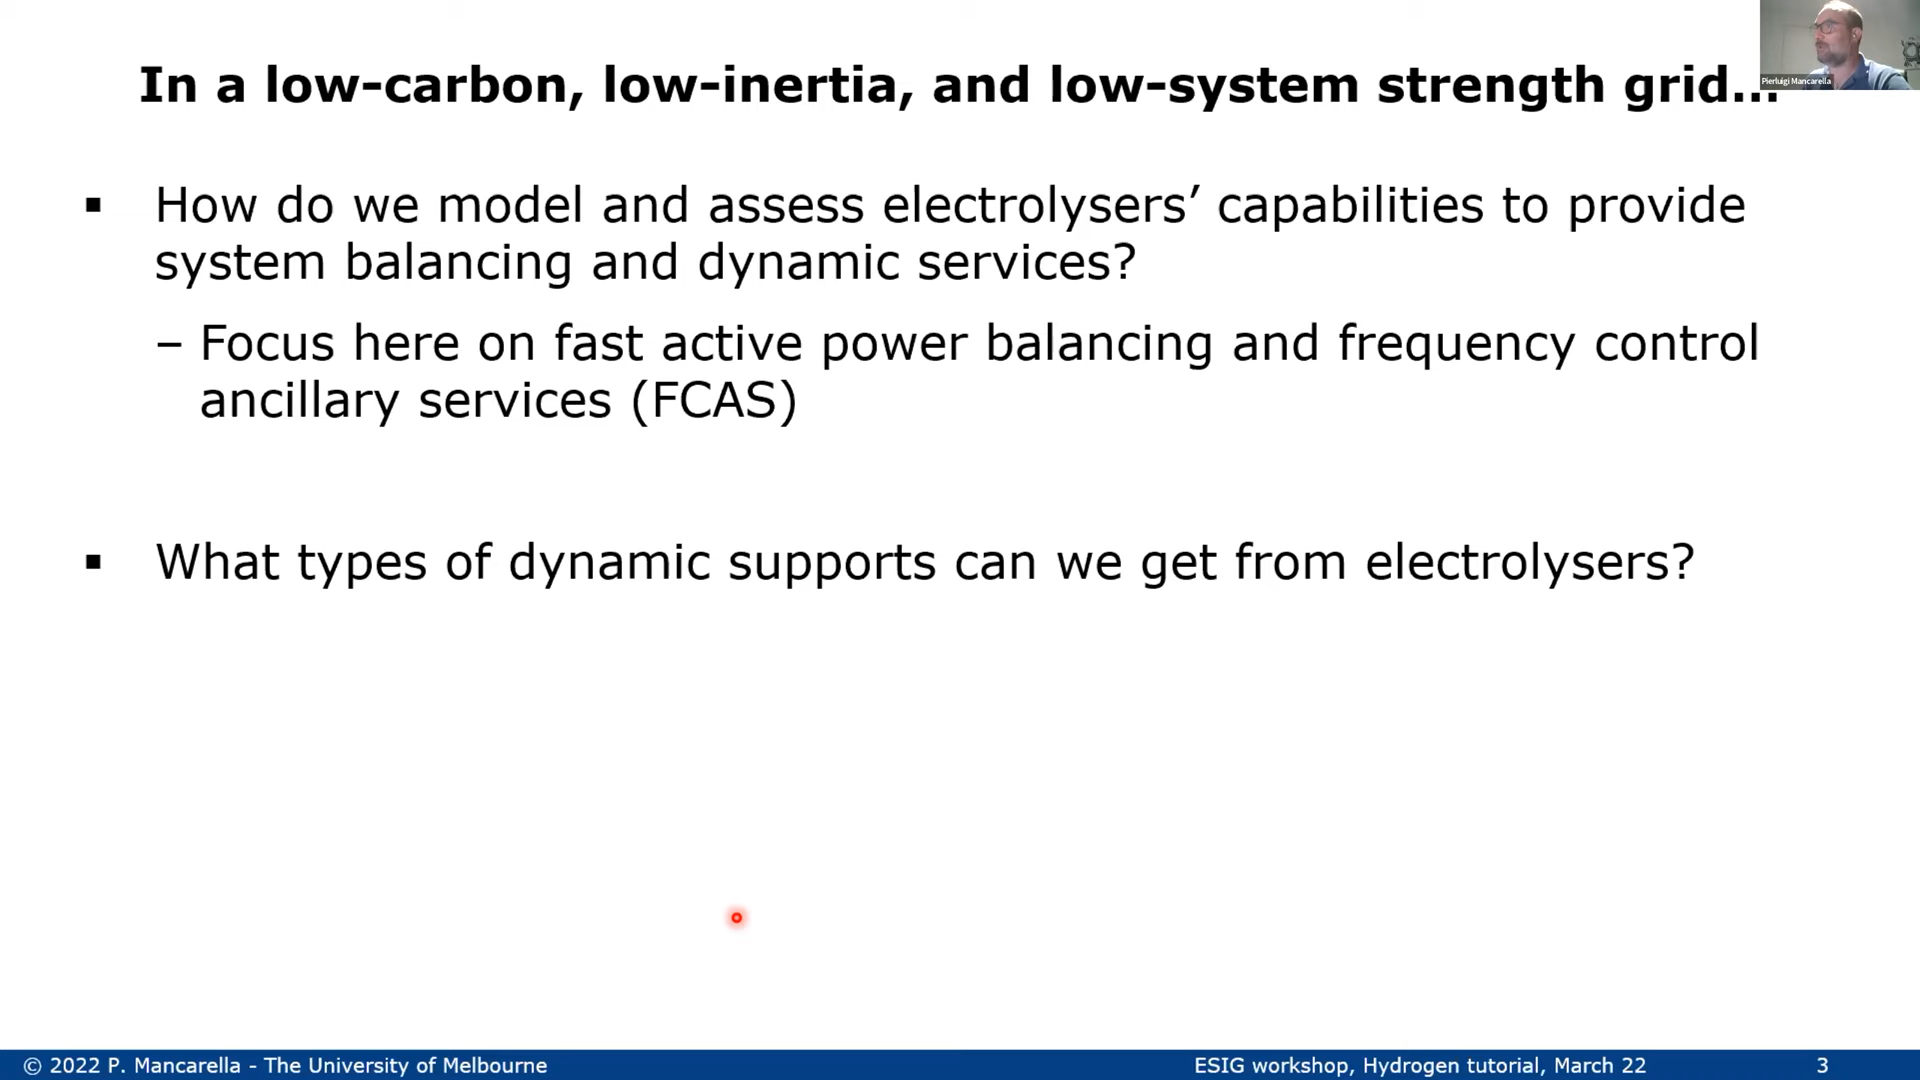 In a low-carbon, low-inertia, and low-system strength grid...
Pierluigi Mancarella
▪ How do we model and assess electrolysers’ capabilities to provide
system balancing and dynamic services?
– Focus here on fast active power balancing and frequency control
ancillary services (FCAS)
▪ What types of dynamic supports can we get from electrolysers?
© 2022 P. Mancarella - The University of Melbourne
ESIG workshop, Hydrogen tutorial, March 22
3